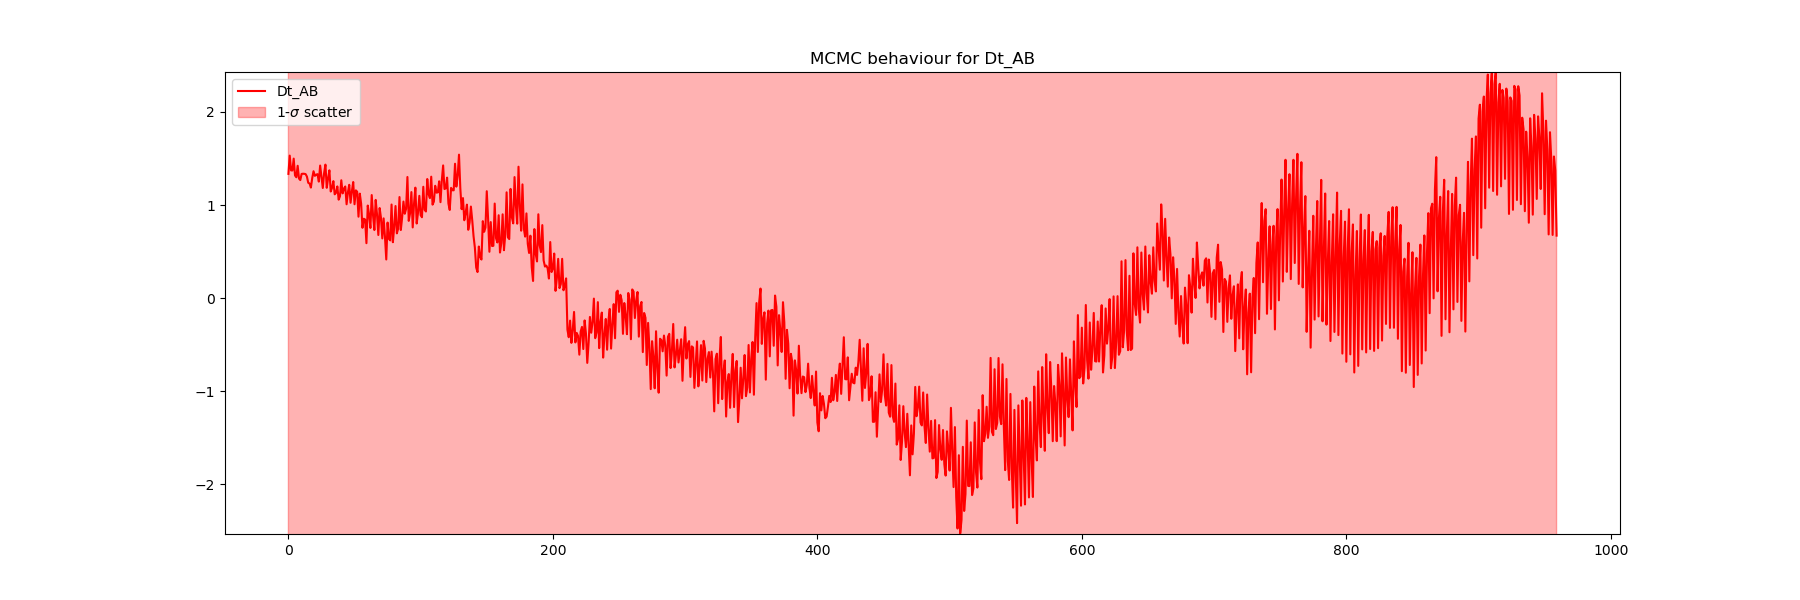 MCMC behaviour for Dt_AB
Dt_AB
1-σ scatter
2
1
0
−1
−2
0 200 400 600 800 1000